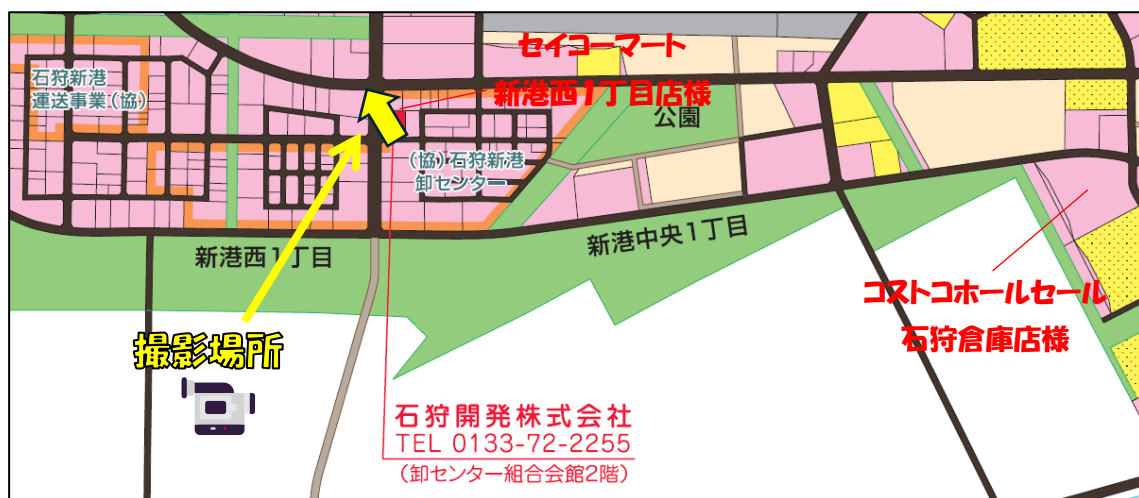 セイコーマート
新港西1丁目店様
石狩新港
運送事業(協)
公園
(協)石狩新港
卸センター
新港中央1丁目
新港西1丁目
コストコホールセール
石狩倉庫店様
撮影場所
石狩開発株式会社
TEL 0133-72-2255
(卸センター組合会館2階)